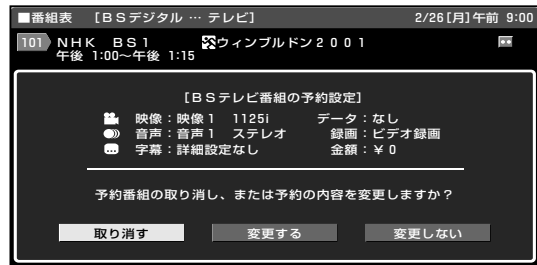 ■番組表 [BSデジタル … テレビ] 2/26[月]午前 9:00
101 NHK BS1 ウィンブルドン2001
午後 1:00〜午後 1:15
[BSテレビ番組の予約設定]
映像:映像1 1125i データ:なし
音声:音声1 ステレオ 録画:ビデオ録画
字幕:詳細設定なし 金額:¥0
予約番組の取り消し、または予約の内容を変更しますか?
取り消す 変更する 変更しない